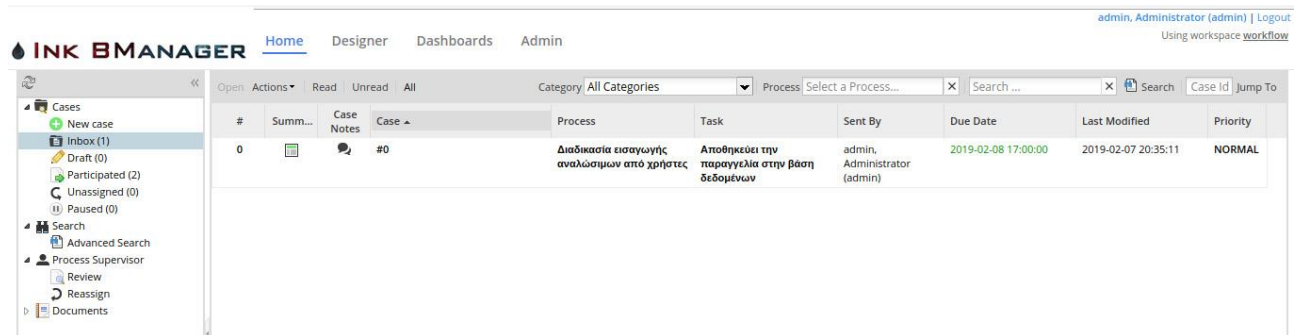 admin, Administrator (admin) | Logout
Using workspace workflow
INK BMANAGER
Home Designer Dashboards Admin
Open Actions Read Unread All Category All Categories Process Select a Process... Search ... Search Case Id Jump To
Cases
New case
Inbox (1)
Draft (0)
Participated (2)
Unassigned (0)
Paused (0)
Search
Advanced Search
Process Supervisor
Review
Reassign
Documents
# Summ... Case Notes Case Process Task Sent By Due Date Last Modified Priority
0 #0 Διαδικασία εισαγωγής Αποθηκεύει την admin, 2019-02-08 17:00:00 2019-02-07 20:35:11 NORMAL
αναλώσιμων από χρήστες παραγγελία στην βάση Administrator
δεδομένων (admin)